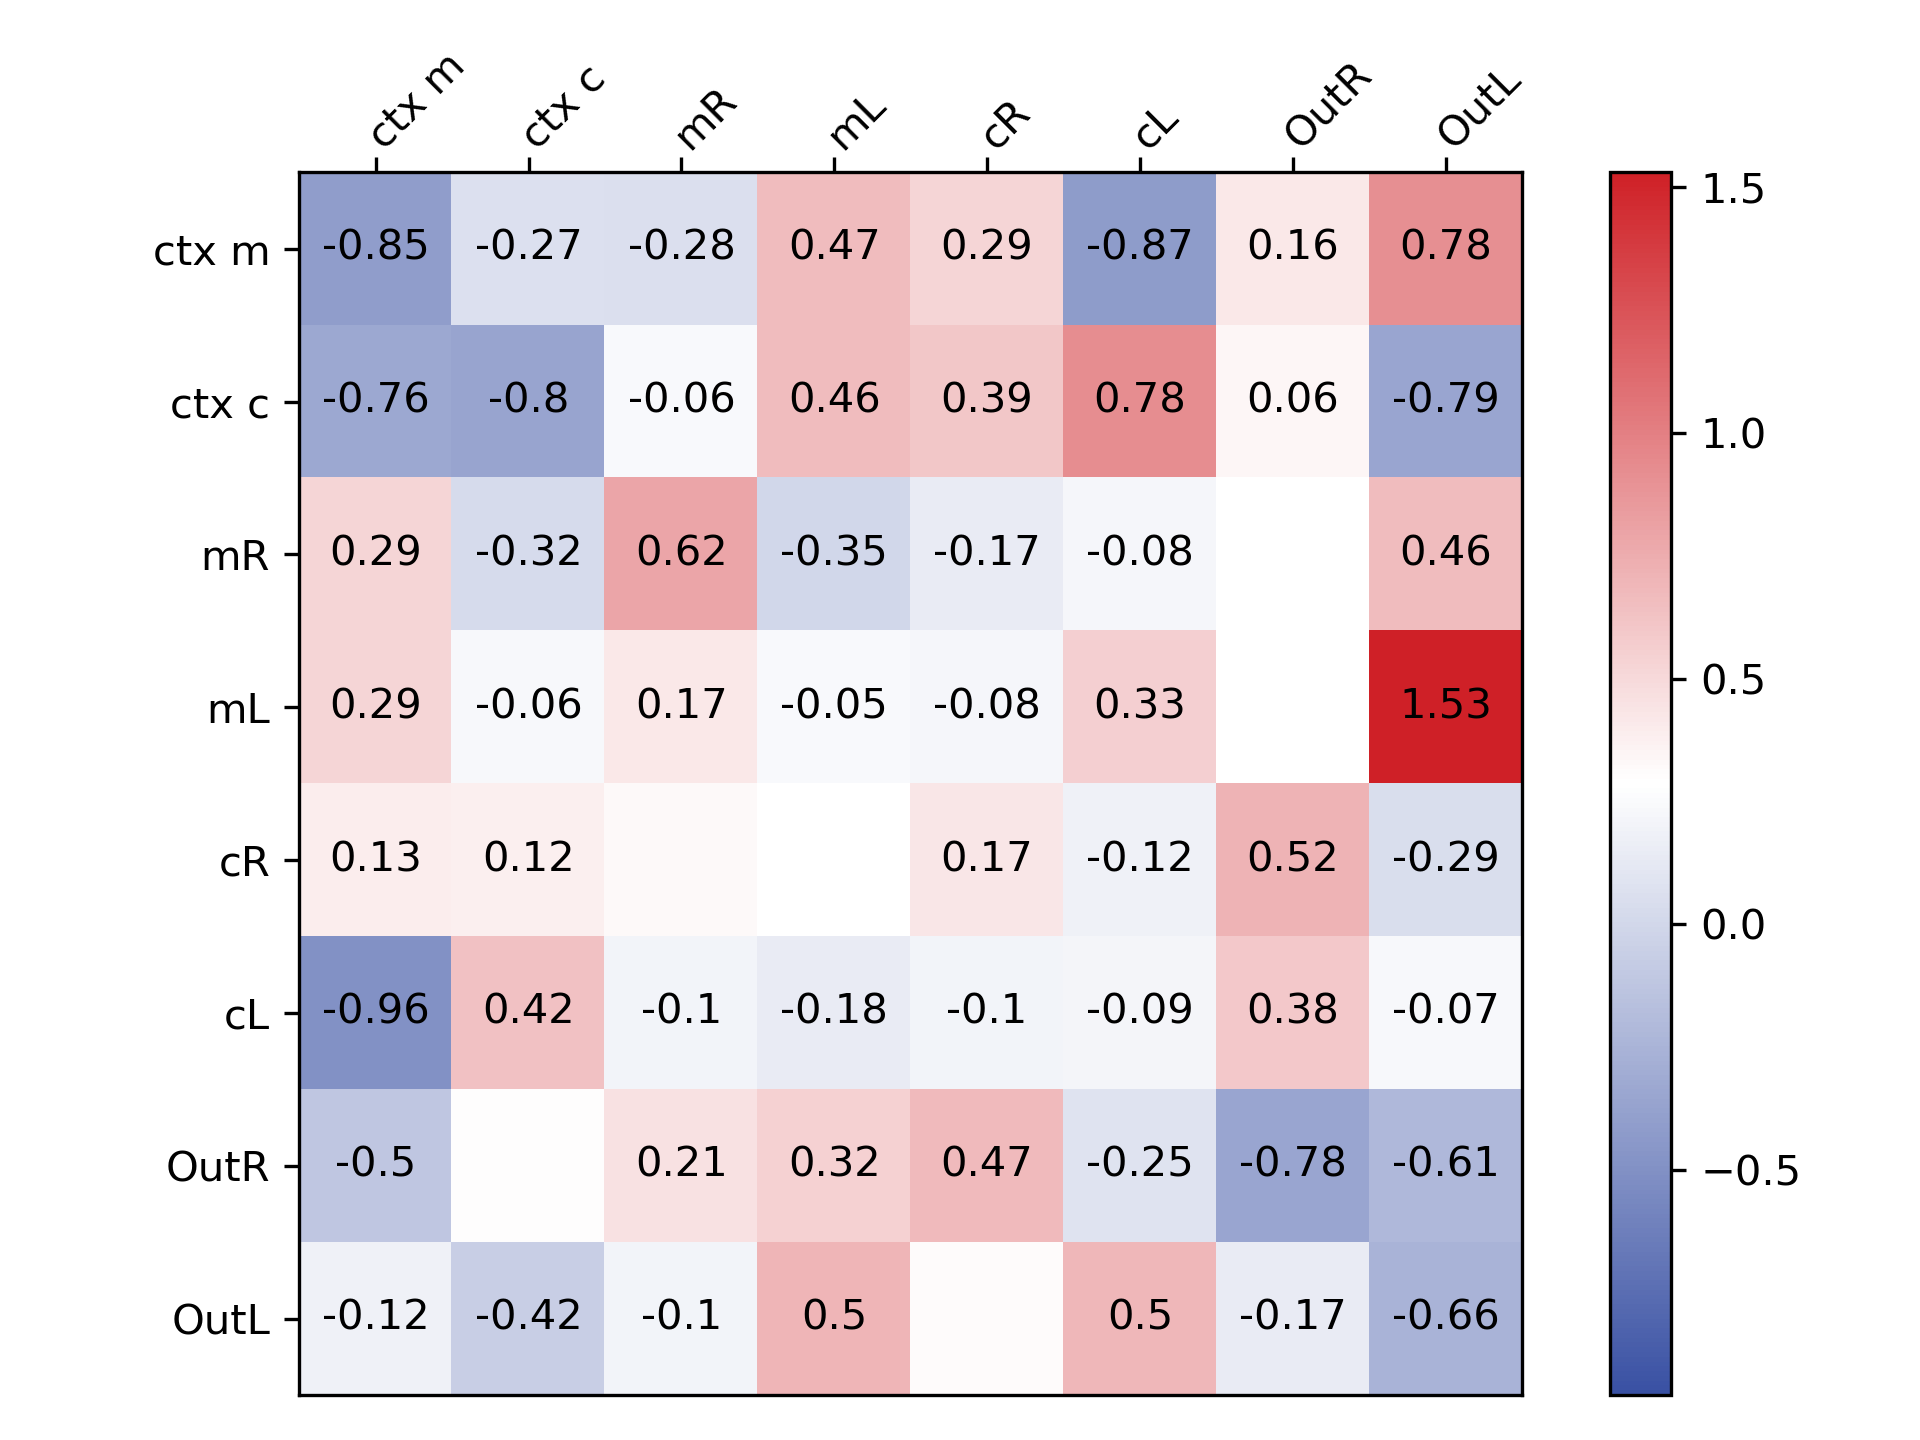 ctx m ctx c mR mL cR cL OutR OutL
ctx m -0.85 -0.27 -0.28 0.47 0.29 -0.87 0.16 0.78
ctx c -0.76 -0.8 -0.06 0.46 0.39 0.78 0.06 -0.79
mR 0.29 -0.32 0.62 -0.35 -0.17 -0.08 0.46
mL 0.29 -0.06 0.17 -0.05 -0.08 0.33 1.53
cR 0.13 0.12 0.17 -0.12 0.52 -0.29
cL -0.96 0.42 -0.1 -0.18 -0.1 -0.09 0.38 -0.07
OutR -0.5 0.21 0.32 0.47 -0.25 -0.78 -0.61
OutL -0.12 -0.42 -0.1 0.5 0.5 -0.17 -0.66
1.5
1.0
0.5
0.0
−0.5